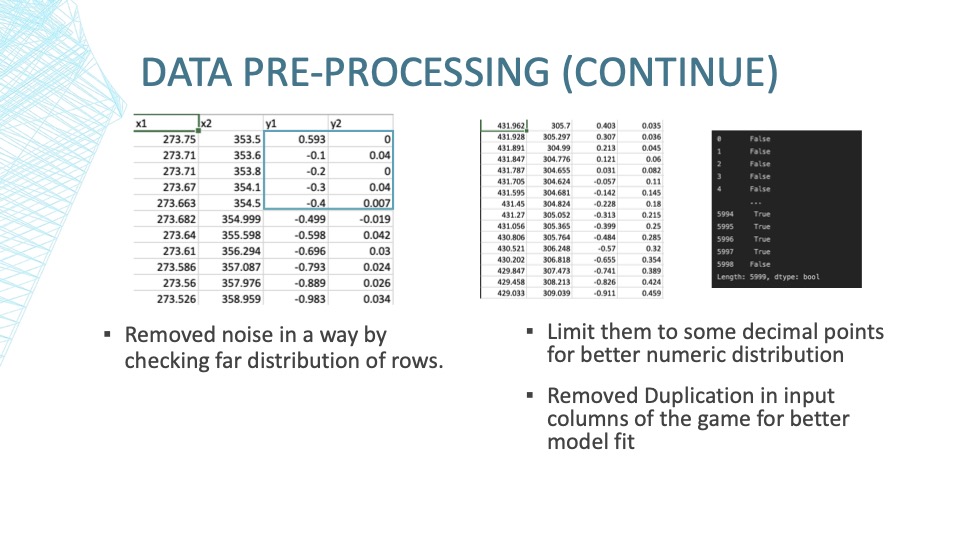 DATA PRE-PROCESSING (CONTINUE)
x1 x2 y1 y2
273.75 353.5 0.593 0
273.71 353.6 -0.1 0.04
273.71 353.8 -0.2 0
273.67 354.1 -0.3 0.04
273.663 354.5 -0.4 0.007
273.682 354.999 -0.499 -0.019
273.64 355.598 -0.598 0.042
273.61 356.294 -0.696 0.03
273.586 357.087 -0.793 0.024
273.56 357.976 -0.889 0.026
273.526 358.959 -0.983 0.034
▪ Removed noise in a way by
checking far distribution of rows.
431.962 305.7 0.403 0.035
431.928 305.297 0.307 0.036
431.891 304.99 0.213 0.045
431.847 304.776 0.121 0.06
431.787 304.655 0.031 0.082
431.705 304.624 -0.057 0.11
431.595 304.681 -0.142 0.145
431.45 304.824 -0.228 0.18
431.27 305.052 -0.313 0.215
431.056 305.365 -0.399 0.25
430.806 305.764 -0.484 0.285
430.521 306.248 -0.57 0.32
430.202 306.818 -0.655 0.354
429.847 307.473 -0.741 0.389
429.458 308.213 -0.826 0.424
429.033 309.039 -0.911 0.459
0 False
1 False
2 False
3 False
4 False
...
5994 True
5995 True
5996 True
5997 True
5998 False
Length: 5999, dtype: bool
▪ Limit them to some decimal points
for better numeric distribution
▪ Removed Duplication in input
columns of the game for better
model fit